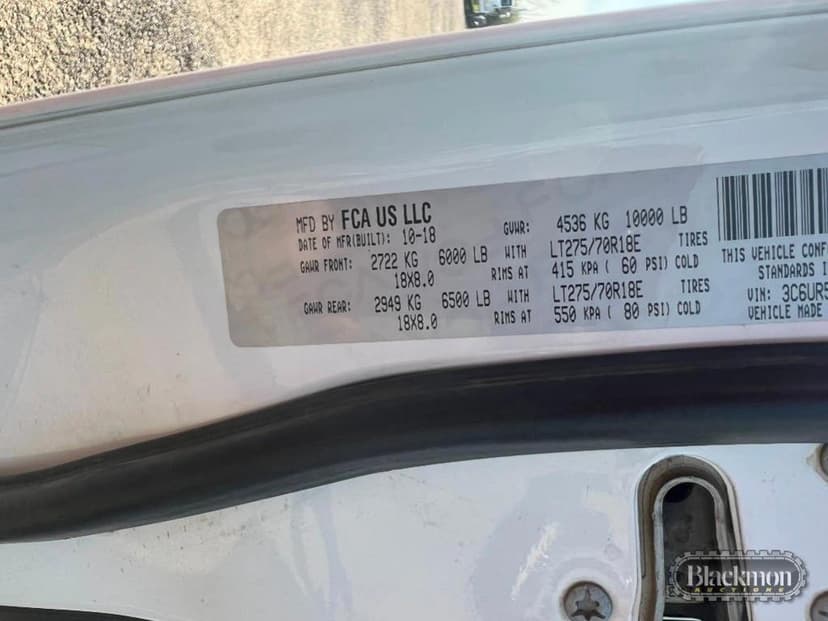 MFD BY FCA US LLC GVWR: 4536 KG 10000 LB
DATE OF MFR(BUILT): 10-18
GAWR FRONT: 2722 KG 6000 LB WITH LT275/70R18E TIRES
18X8.0 RIMS AT 415 KPA ( 60 PSI) COLD
GAWR REAR: 2949 KG 6500 LB WITH LT275/70R18E TIRES
18X8.0 RIMS AT 550 KPA ( 80 PSI) COLD
THIS VEHICLE CONF
STANDARDS I
VIN: 3C6UR5
VEHICLE MADE
Blackmon
AUCTIONS